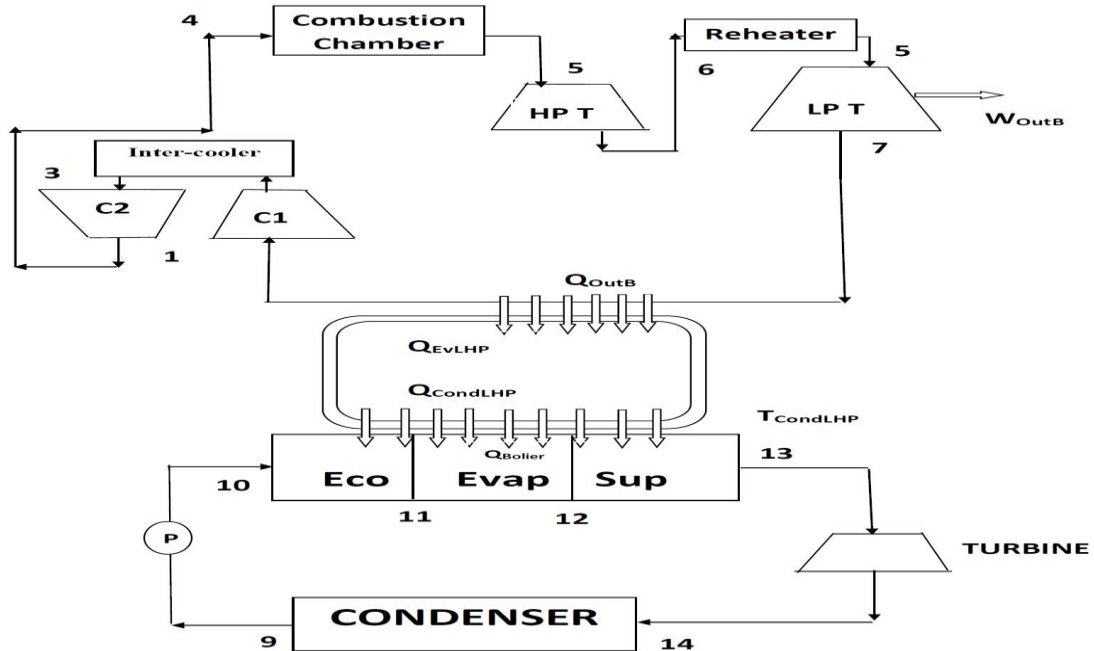 4
Combustion
Chamber
5
6
Reheater
5
HP T
LP T
WOutB
7
Inter-cooler
3
C2
C1
1
QOutB
QEvLHP
QCondLHP
TCondLHP
QBolier
10
Eco
Evap
Sup
13
11
12
P
TURBINE
CONDENSER
9
14